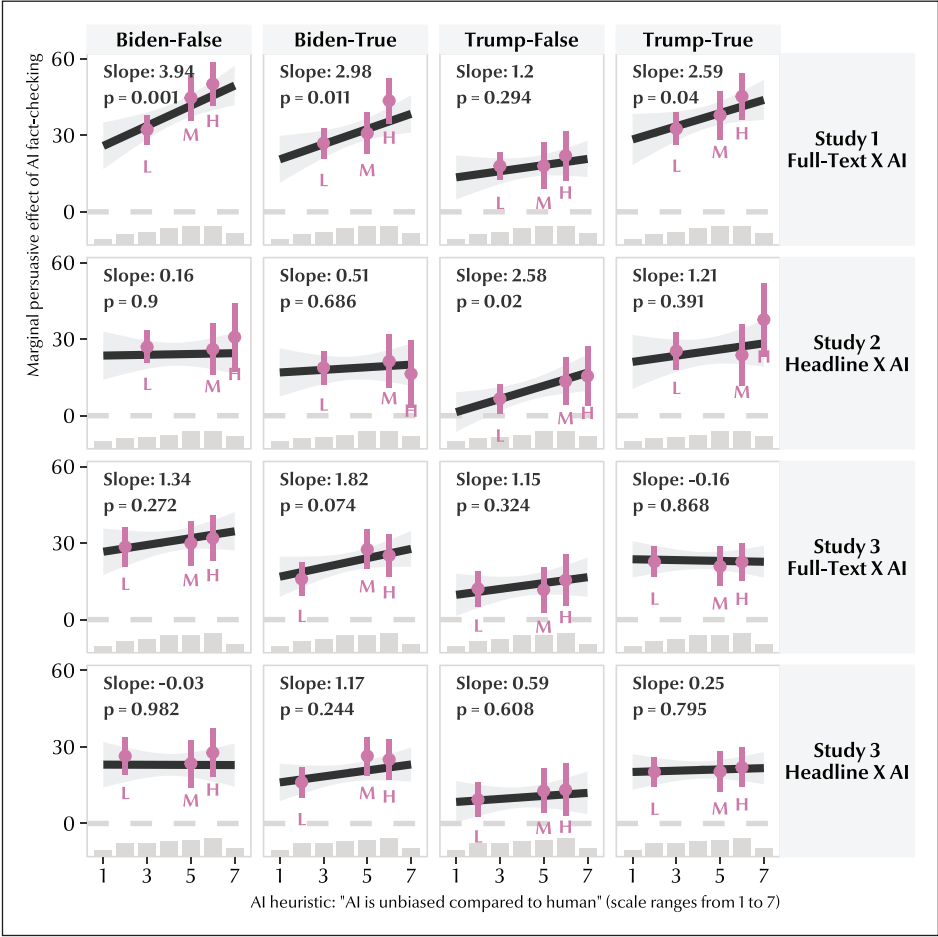 Biden-False
Biden-True
Trump-False
Trump-True
Marginal persuasive effect of AI fact-checking
60
30
0
Slope: 3.94
p = 0.001
L
M
H
Slope: 2.98
p = 0.011
L
M
H
Slope: 1.2
p = 0.294
L
M
H
Slope: 2.59
p = 0.04
L
M
H
Study 1
Full-Text X AI
60
30
0
Slope: 0.16
p = 0.9
L
M
H
Slope: 0.51
p = 0.686
L
M
H
Slope: 2.58
p = 0.02
L
M
H
Slope: 1.21
p = 0.391
L
M
H
Study 2
Headline X AI
60
30
0
Slope: 1.34
p = 0.272
L
M
H
Slope: 1.82
p = 0.074
L
M
H
Slope: 1.15
p = 0.324
L
M
H
Slope: -0.16
p = 0.868
L
M
H
Study 3
Full-Text X AI
60
30
0
Slope: -0.03
p = 0.982
L
M
H
Slope: 1.17
p = 0.244
L
M
H
Slope: 0.59
p = 0.608
L
M
H
Slope: 0.25
p = 0.795
L
M
H
Study 3
Headline X AI
1 3 5 7
1 3 5 7
1 3 5 7
1 3 5 7
AI heuristic: "AI is unbiased compared to human" (scale ranges from 1 to 7)